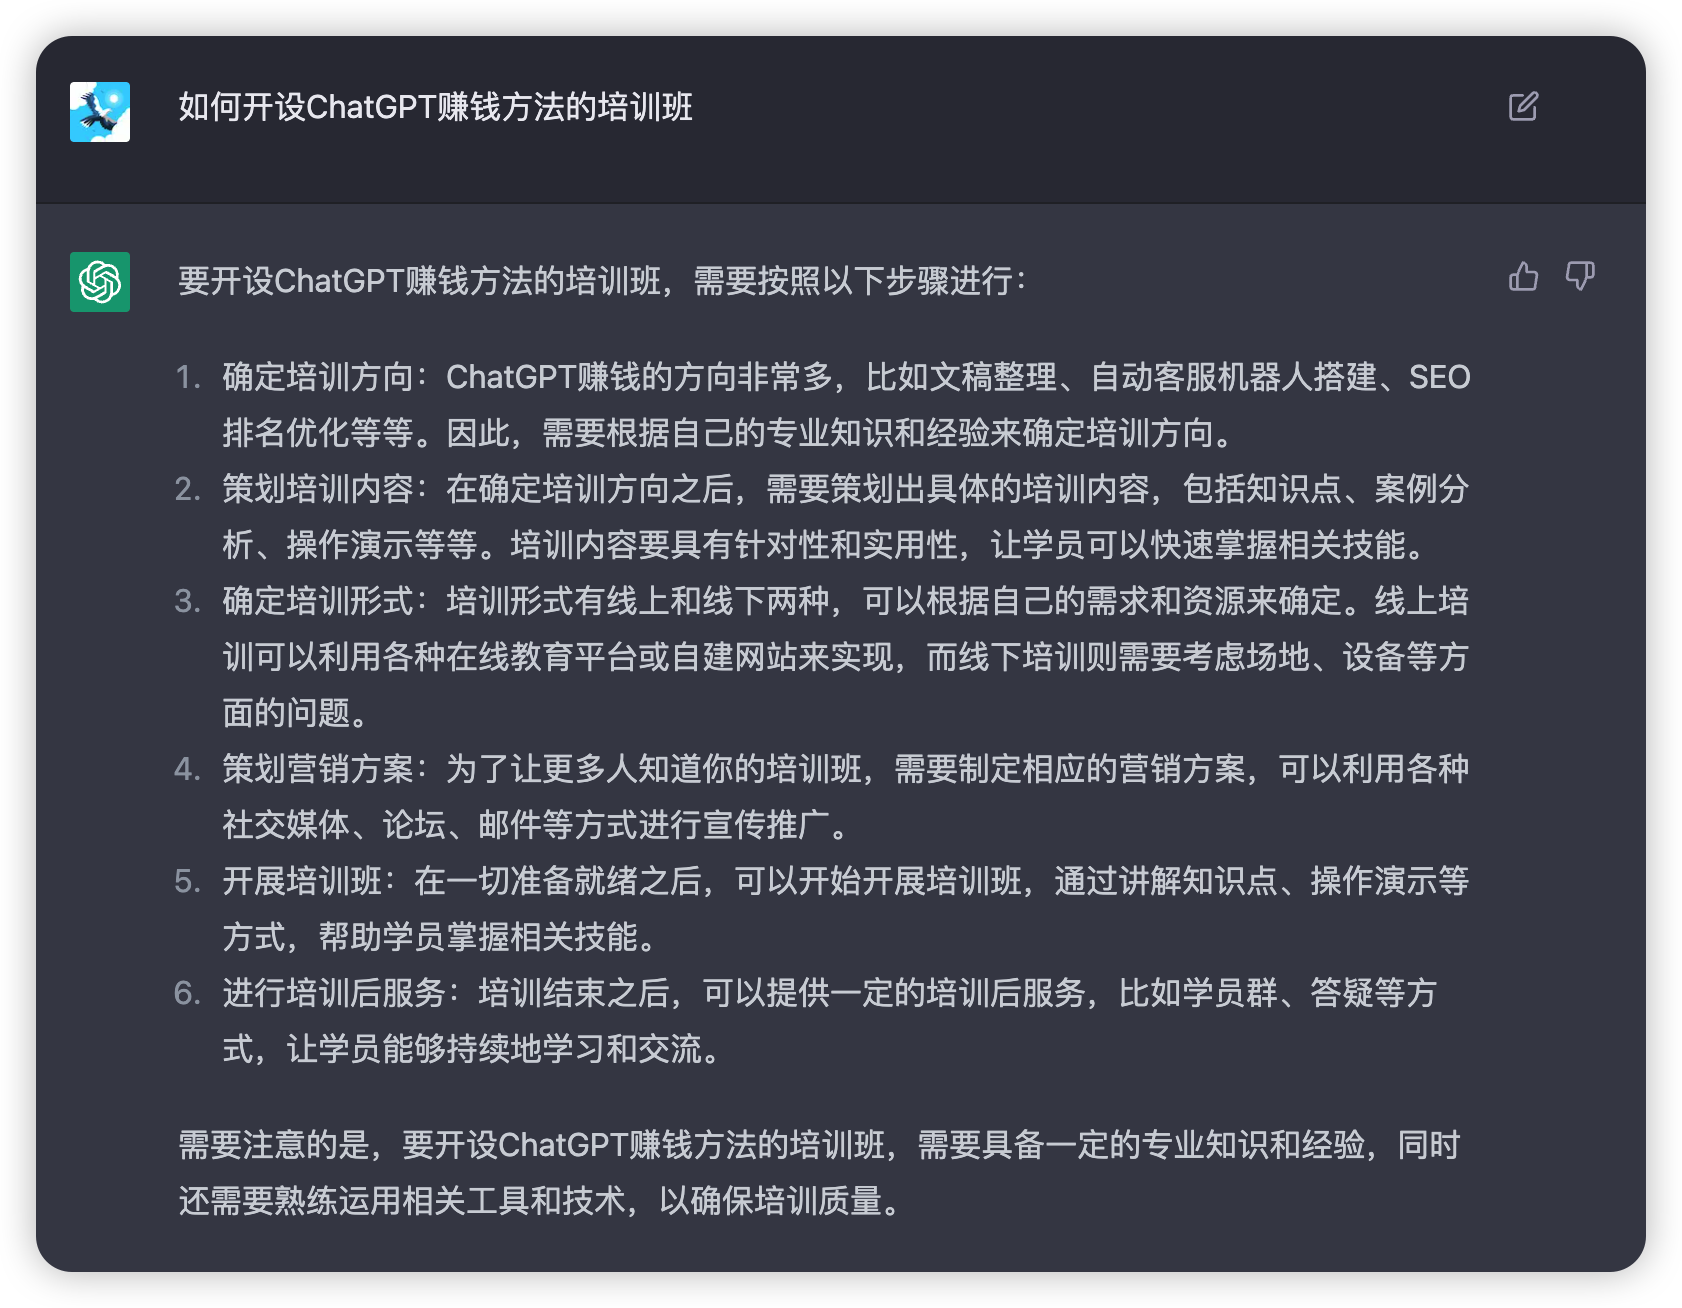 如何开设ChatGPT赚钱方法的培训班
要开设ChatGPT赚钱方法的培训班，需要按照以下步骤进行：
1. 确定培训方向：ChatGPT赚钱的方向非常多，比如文稿整理、自动客服机器人搭建、SEO
排名优化等等。因此，需要根据自己的专业知识和经验来确定培训方向。
2. 策划培训内容：在确定培训方向之后，需要策划出具体的培训内容，包括知识点、案例分
析、操作演示等等。培训内容要具有针对性和实用性，让学员可以快速掌握相关技能。
3. 确定培训形式：培训形式有线上和线下两种，可以根据自己的需求和资源来确定。线上培
训可以利用各种在线教育平台或自建网站来实现，而线下培训则需要考虑场地、设备等方
面的问题。
4. 策划营销方案：为了让更多人知道你的培训班，需要制定相应的营销方案，可以利用各种
社交媒体、论坛、邮件等方式进行宣传推广。
5. 开展培训班：在一切准备就绪之后，可以开始开展培训班，通过讲解知识点、操作演示等
方式，帮助学员掌握相关技能。
6. 进行培训后服务：培训结束之后，可以提供一定的培训后服务，比如学员群、答疑等方
式，让学员能够持续地学习和交流。
需要注意的是，要开设ChatGPT赚钱方法的培训班，需要具备一定的专业知识和经验，同时
还需要熟练运用相关工具和技术，以确保培训质量。